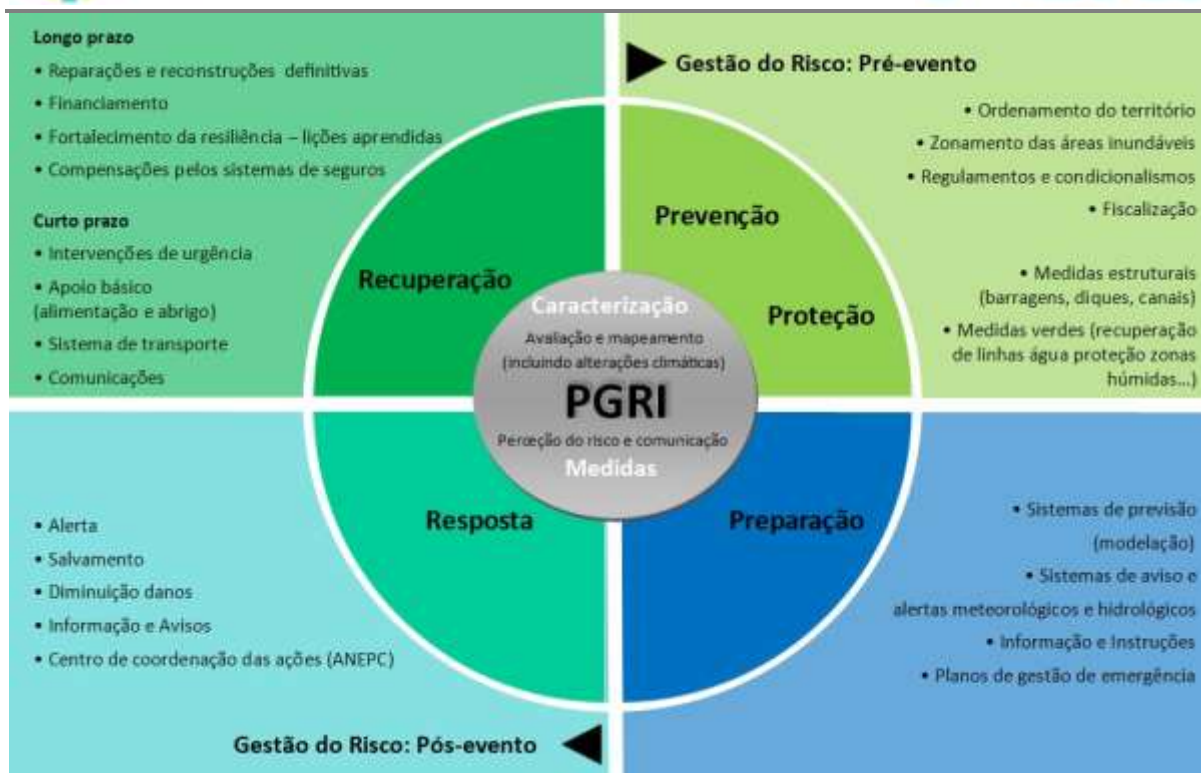 Longo prazo
• Reparações e reconstruções definitivas
• Financiamento
• Fortalecimento da resiliência – lições aprendidas
• Compensações pelos sistemas de seguros
Curto prazo
• Intervenções de urgência
• Apoio básico
(alimentação e abrigo)
• Sistema de transporte
• Comunicações
Recuperação
Gestão do Risco: Pré-evento
• Ordenamento do território
• Zonamento das áreas inundáveis
• Regulamentos e condicionalismos
• Fiscalização
• Medidas estruturais
(barragens, diques, canais)
• Medidas verdes (recuperação
de linhas água proteção zonas
húmidas...)
Prevenção
Proteção
Caracterização
Avaliação e mapeamento
(incluindo alterações climáticas)
PGRI
Perceção do risco e comunicação
Medidas
Resposta
• Alerta
• Salvamento
• Diminuição danos
• Informação e Avisos
• Centro de coordenação das ações (ANEPC)
Gestão do Risco: Pós-evento
Preparação
• Sistemas de previsão
(modelação)
• Sistemas de aviso e
alertas meteorológicos e hidrológicos
• Informação e Instruções
• Planos de gestão de emergência